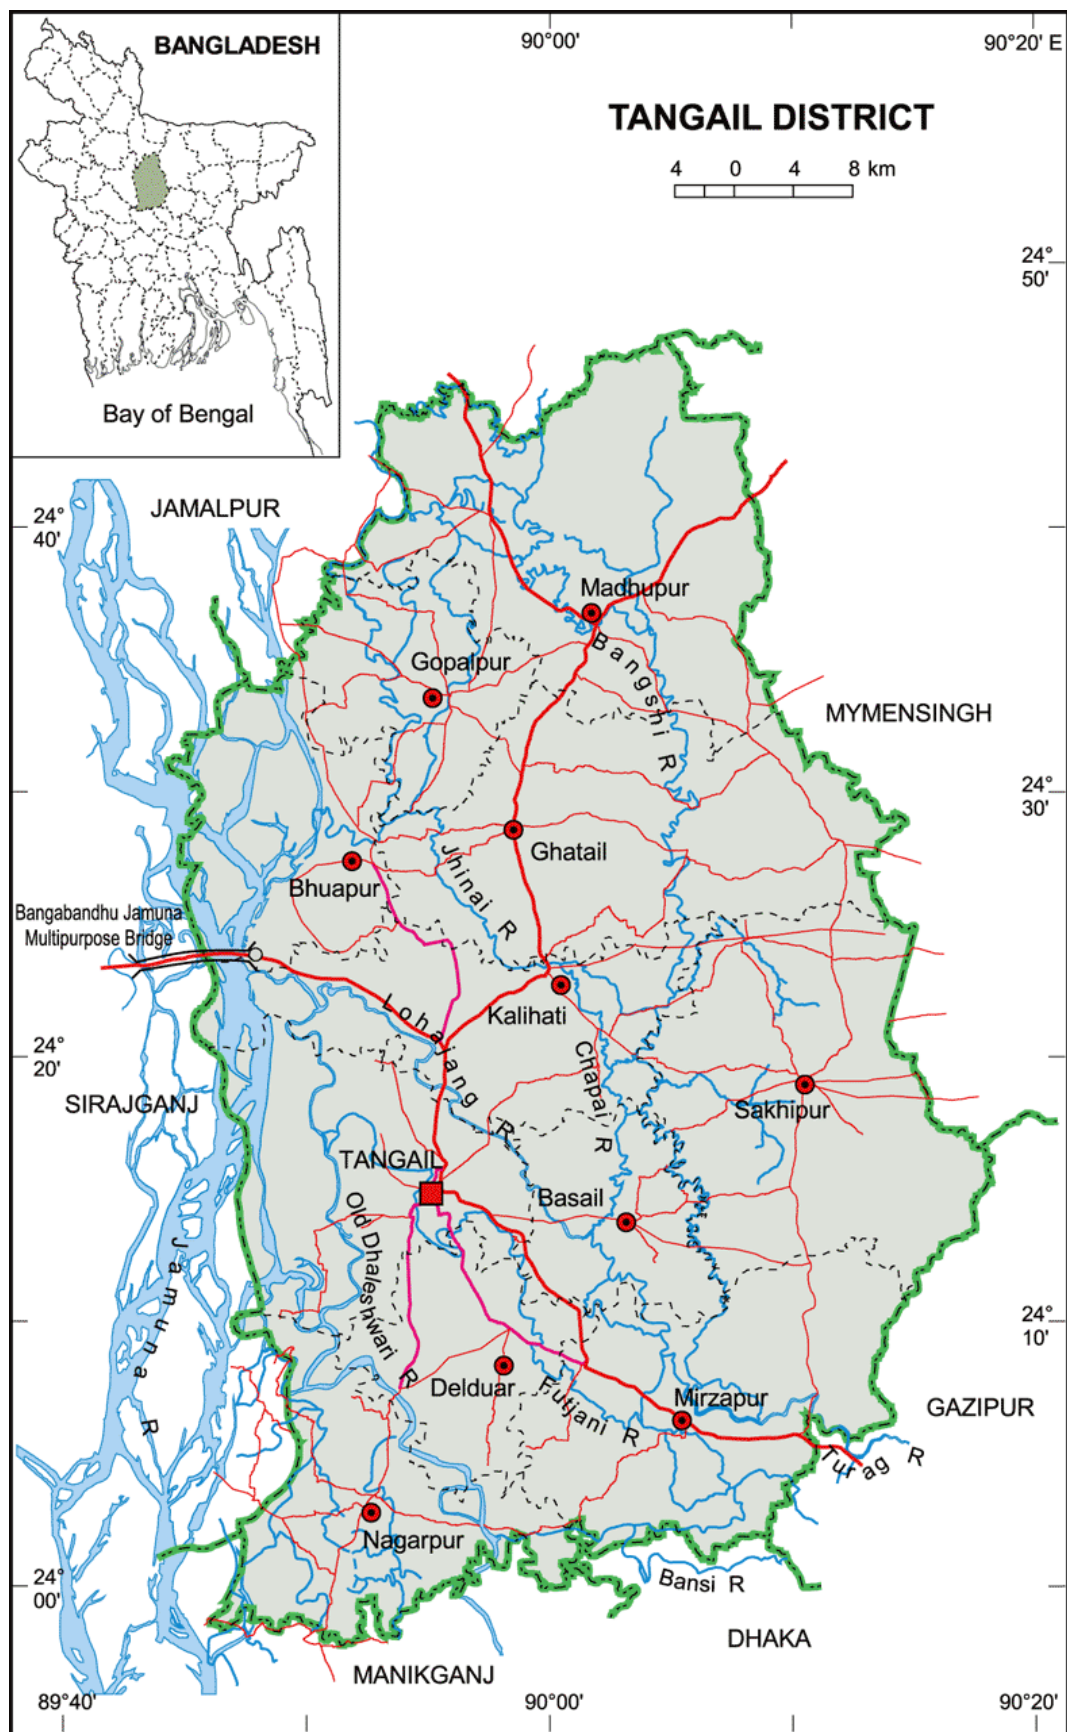 BANGLADESH
90°00'
90°20' E
TANGAIL DISTRICT
4 0 4 8 km
24°
50'
Bay of Bengal
JAMALPUR
24°
40'
Madhupur
Bangshi R
Gopalpur
MYMENSINGH
24°
30'
Ghatail
Jhinai R
Bhuapur
Bangabandhu Jamuna
Multipurpose Bridge
Lohajang R
Kalihati
24°
20'
Chapai R
SIRAJGANJ
Sakhipur
TANGAIL
Basail
Old Dhaleshwari R
Jamuna R
24°
10'
Delduar
Futjani R
Mirzapur
GAZIPUR
Turag R
Nagarpur
24°
00'
Bansi R
DHAKA
MANIKGANJ
89°40'
90°00'
90°20'